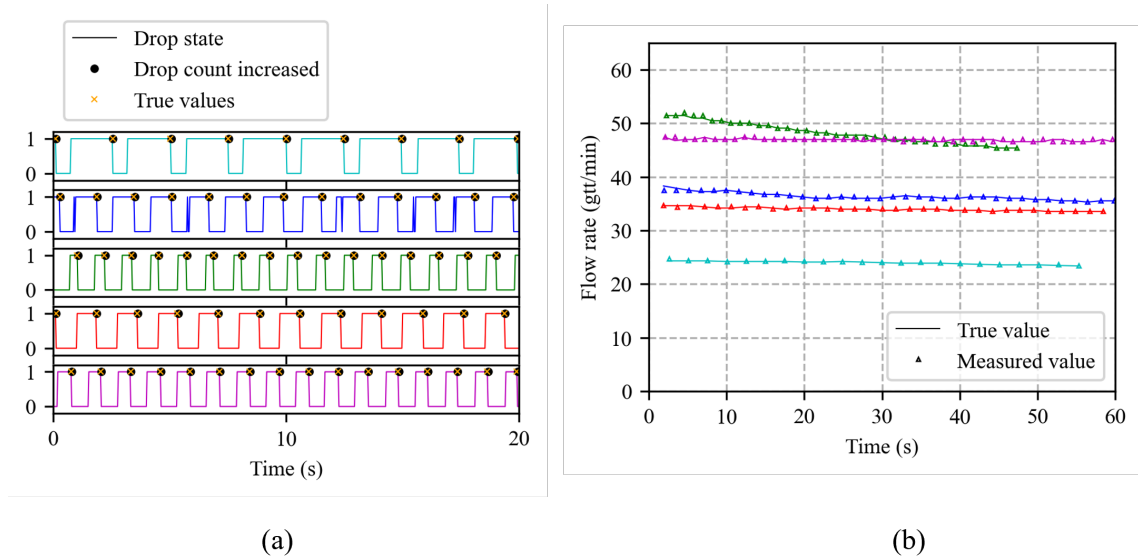 Drop state
Drop count increased
True values
1
0
1
0
1
0
1
0
1
0
0 10 20
Time (s)
(a)
60
50
40
30
20
10
0
Flow rate (gtt/min)
True value
Measured value
0 10 20 30 40 50 60
Time (s)
(b)